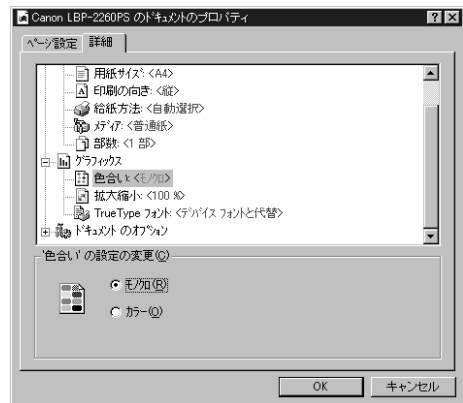 Canon LBP-2260PS のﾄﾞｷｭﾒﾝﾄのプロパティ
ﾍﾟｰｼﾞ設定 詳細
用紙ｻｲｽﾞ: <A4>
印刷の向き: <縦>
給紙方法: <自動選択>
ﾒﾃﾞｨｱ: <普通紙>
部数: <1 部>
ｸﾞﾗﾌｨｯｸｽ
色合い: <ﾓﾉｸﾛ>
拡大縮小: <100 %>
TrueType ﾌｫﾝﾄ: <ﾃﾞﾊﾞｲｽ ﾌｫﾝﾄと代替>
ﾄﾞｷｭﾒﾝﾄ のｵﾌﾟｼｮﾝ
'色合い' の設定の変更(C)
ﾓﾉｸﾛ(R)
ｶﾗｰ(O)
OK キャンセル